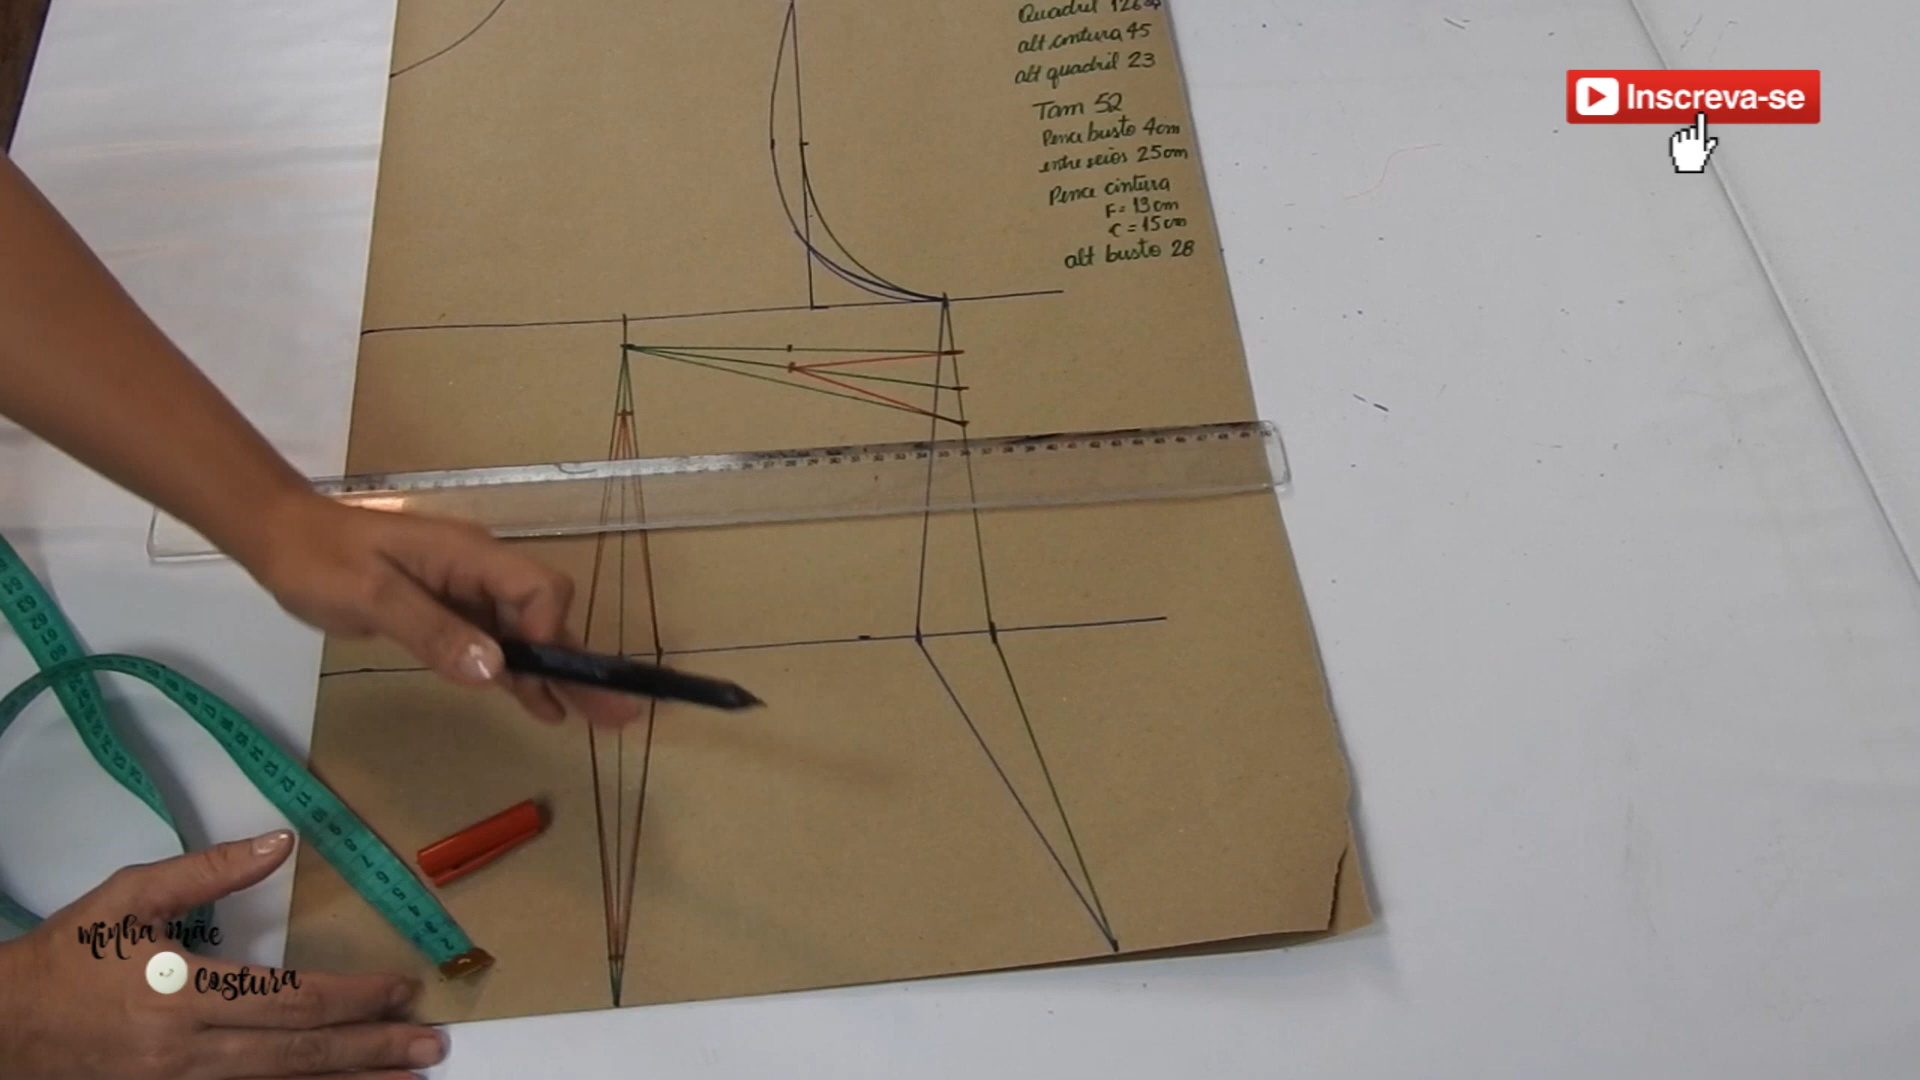 Quadril 126
alt cintura 45
alt quadril 23
Tam 52
Pence busto 4cm
entre seios 25cm
Pence cintura
F= 13cm
C = 15cm
alt busto 28
Inscreva-se
minha mãe
costura